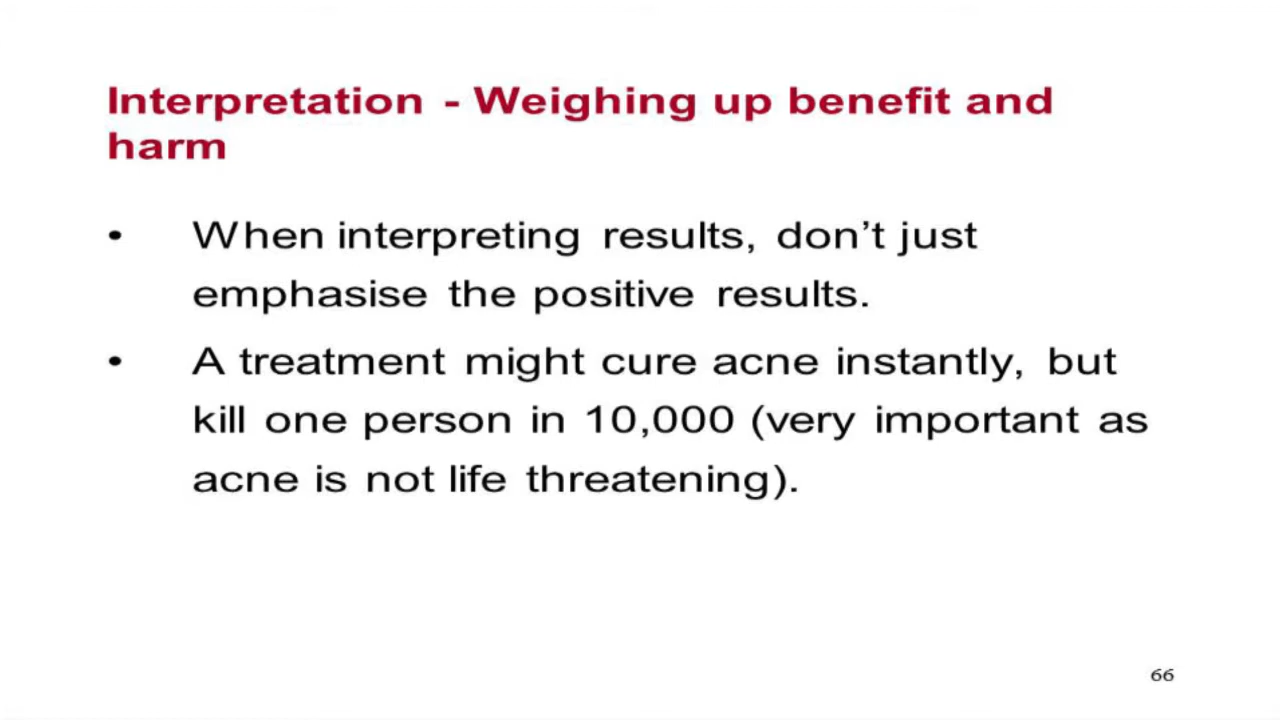 Interpretation - Weighing up benefit and
harm
• When interpreting results, don’t just
emphasise the positive results.
• A treatment might cure acne instantly, but
kill one person in 10,000 (very important as
acne is not life threatening).
66